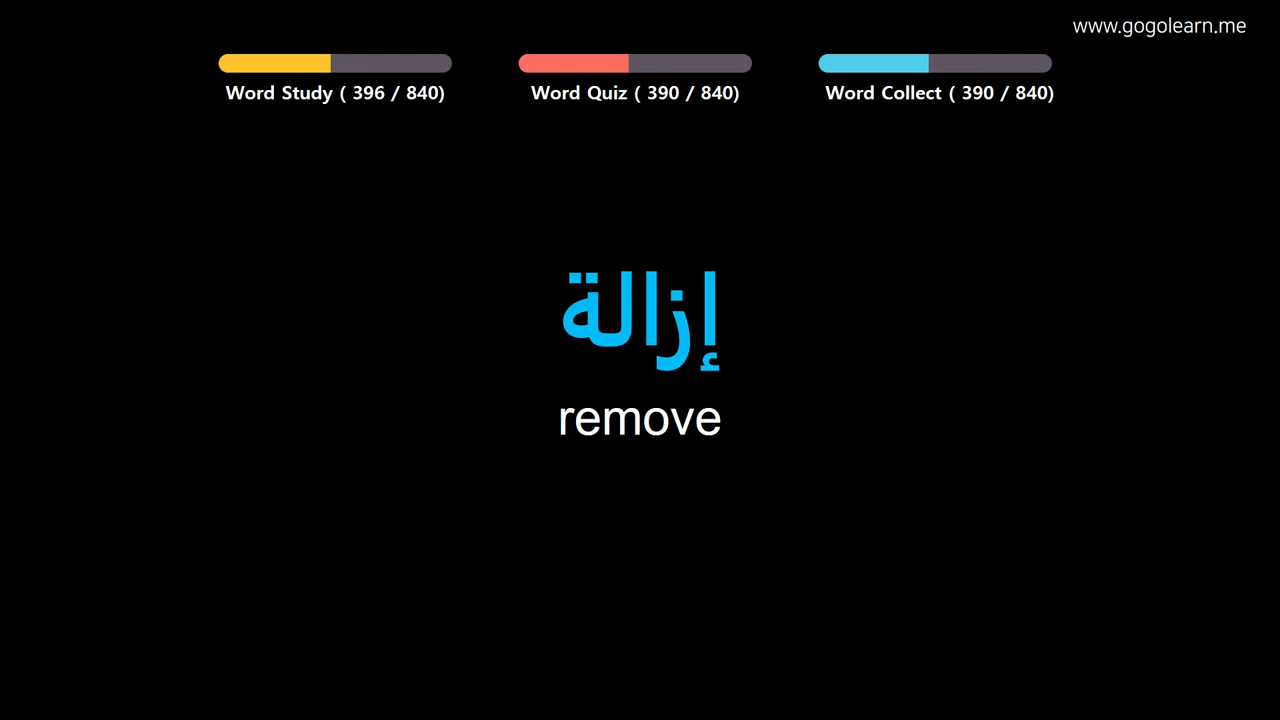 www.gogolearn.me
Word Study ( 396 / 840)
Word Quiz ( 390 / 840)
Word Collect ( 390 / 840)
إزالة
remove